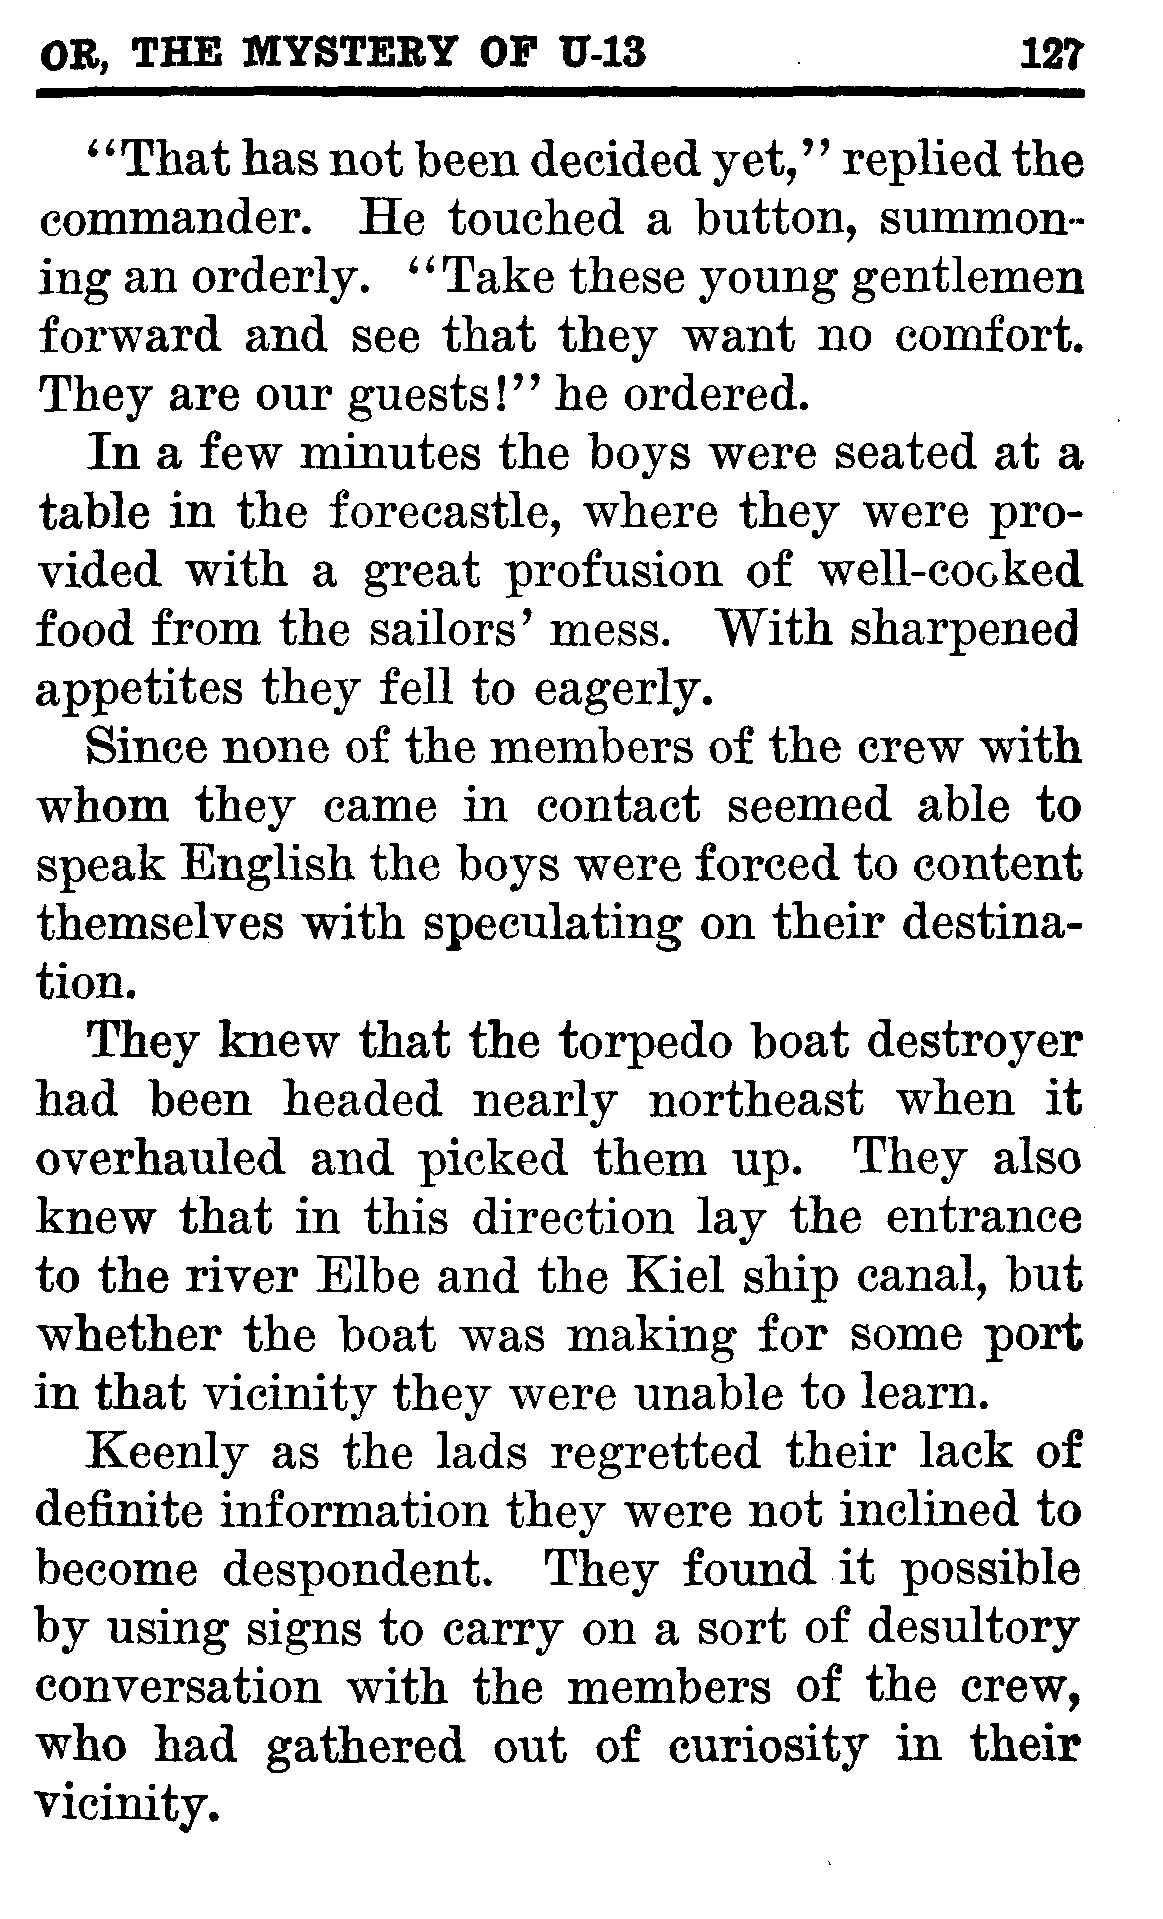 OR, THE MYSTERY OF U-13 127
“That has not been decided yet,” replied the
commander. He touched a button, summon-
ing an orderly. “Take these young gentlemen
forward and see that they want no comfort.
They are our guests!” he ordered.
In a few minutes the boys were seated at a
table in the forecastle, where they were pro-
vided with a great profusion of well-cooked
food from the sailors’ mess. With sharpened
appetites they fell to eagerly.
Since none of the members of the crew with
whom they came in contact seemed able to
speak English the boys were forced to content
themselves with speculating on their destina-
tion.
They knew that the torpedo boat destroyer
had been headed nearly northeast when it
overhauled and picked them up. They also
knew that in this direction lay the entrance
to the river Elbe and the Kiel ship canal, but
whether the boat was making for some port
in that vicinity they were unable to learn.
Keenly as the lads regretted their lack of
definite information they were not inclined to
become despondent. They found it possible
by using signs to carry on a sort of desultory
conversation with the members of the crew,
who had gathered out of curiosity in their
vicinity.